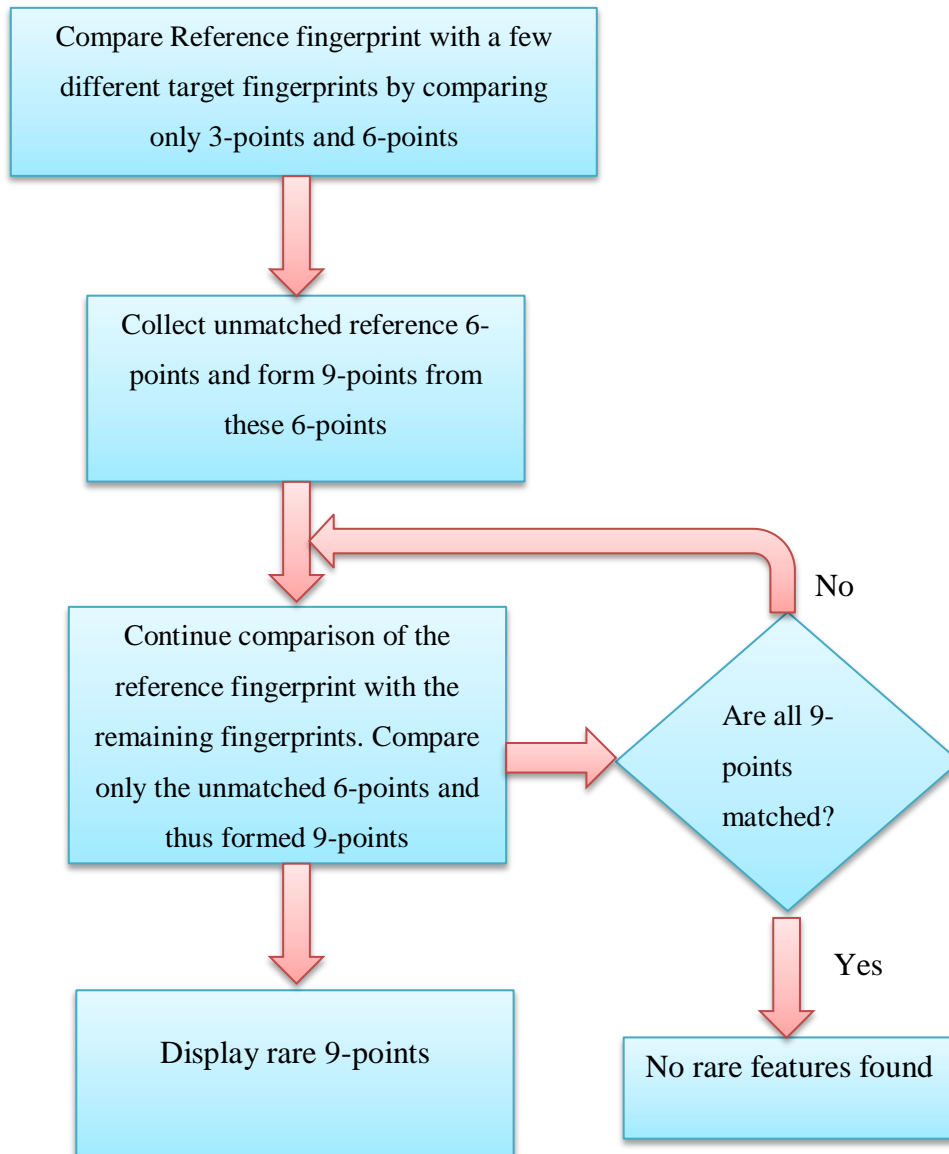 Compare Reference fingerprint with a few
different target fingerprints by comparing
only 3-points and 6-points
Collect unmatched reference 6-
points and form 9-points from
these 6-points
No
Continue comparison of the
reference fingerprint with the
remaining fingerprints. Compare
only the unmatched 6-points and
thus formed 9-points
Are all 9-
points
matched?
Yes
Display rare 9-points
No rare features found